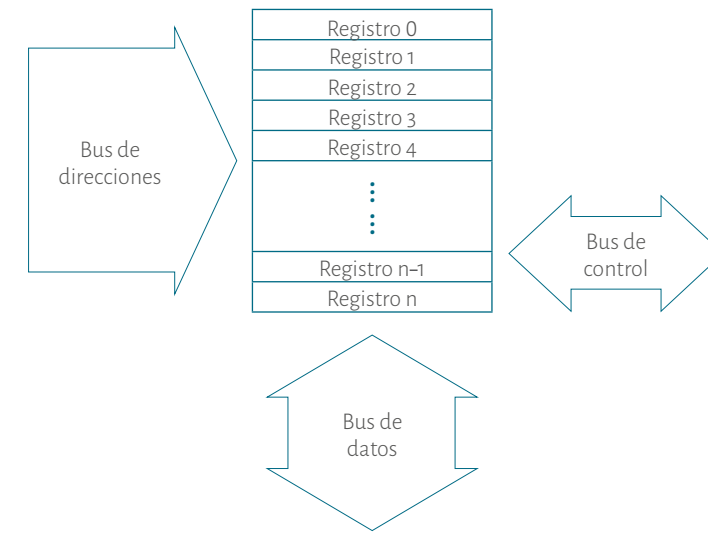 Registro 0
Registro 1
Registro 2
Registro 3
Registro 4
Registro n-1
Registro n
Bus de
direcciones
Bus de
control
Bus de
datos